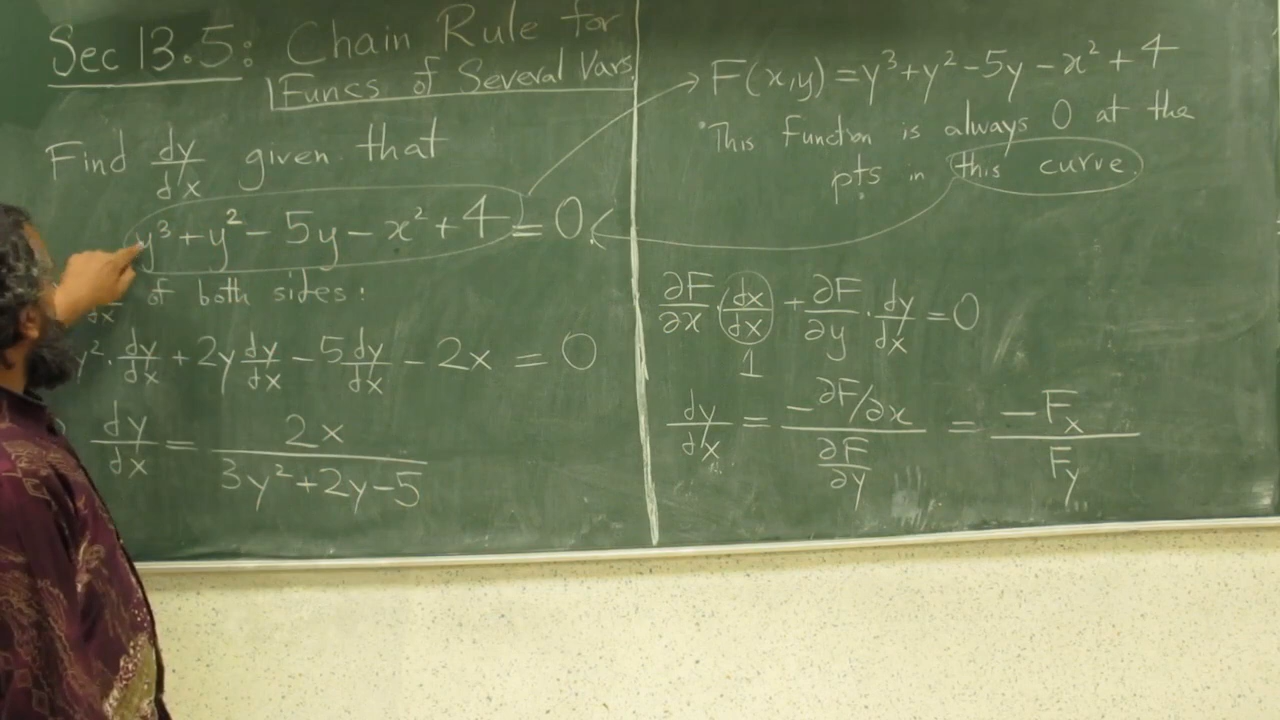 Sec 13.5: Chain Rule for
Funcs of Several Vars
Find dy/dx given that
y³ + y² − 5y − x² + 4 = 0
of both sides:
y² · dy/dx + 2y dy/dx − 5 dy/dx − 2x = 0
dy/dx = 2x / (3y² + 2y − 5)
F(x,y) = y³ + y² − 5y − x² + 4
This function is always 0 at the
pts in this curve.
∂F/∂x · dx/dx + ∂F/∂y · dy/dx = 0
1
dy/dx = −∂F/∂x / ∂F/∂y = −Fx / Fy